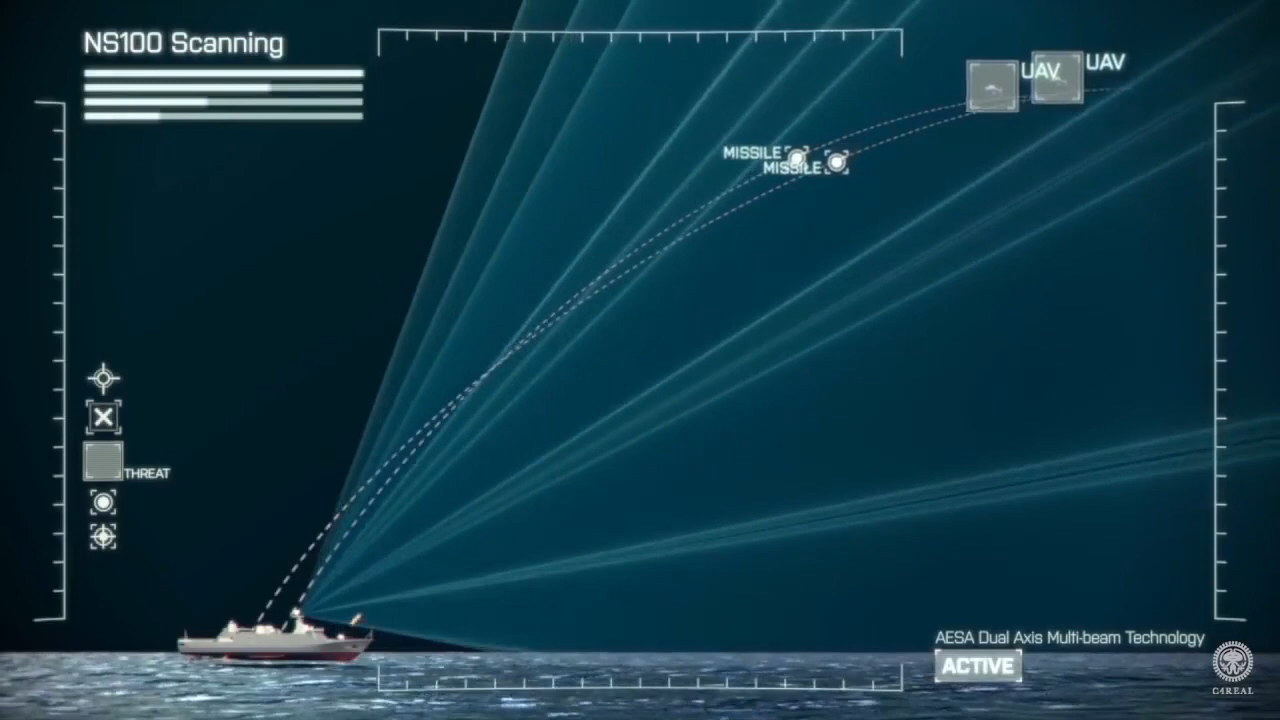 NS100 Scanning
UAV
UAV
MISSILE
MISSILE
THREAT
AESA Dual Axis Multi-beam Technology
ACTIVE
C4REAL